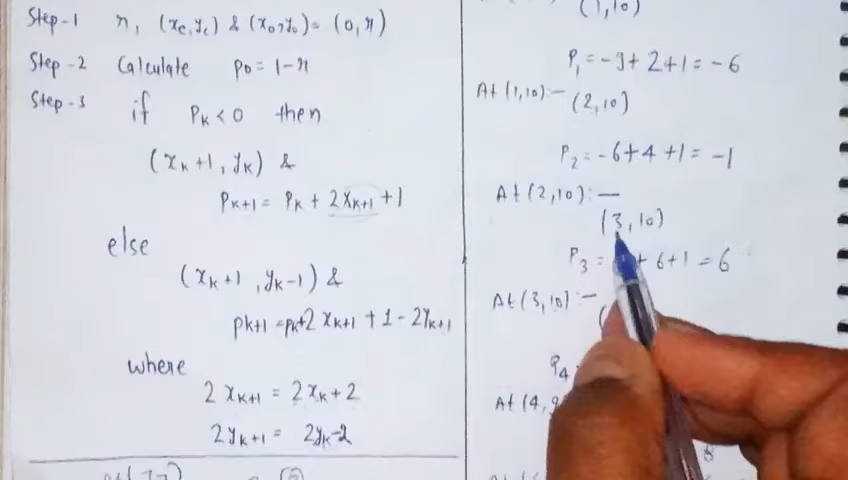 Step-1 r, (xc, yc) & (x0, y0) = (0, r)
Step-2 Calculate p0 = 1-r
Step-3 if Pk < 0 then
(xk+1, yk) &
Pk+1 = Pk + 2xk+1 + 1
else
(xk+1, yk-1) &
pk+1 = pk+2xk+1 + 1 - 2yk+1
where
2xk+1 = 2xk+2
2yk+1 = 2yk-2
(1,10)
P1 = -9+2+1 = -6
At (1,10):- (2,10)
P2 = -6+4+1 = -1
At (2,10):-
(3,10)
P3 = + 6+1 = 6
At (3,10):-
(
P4
At (4,9